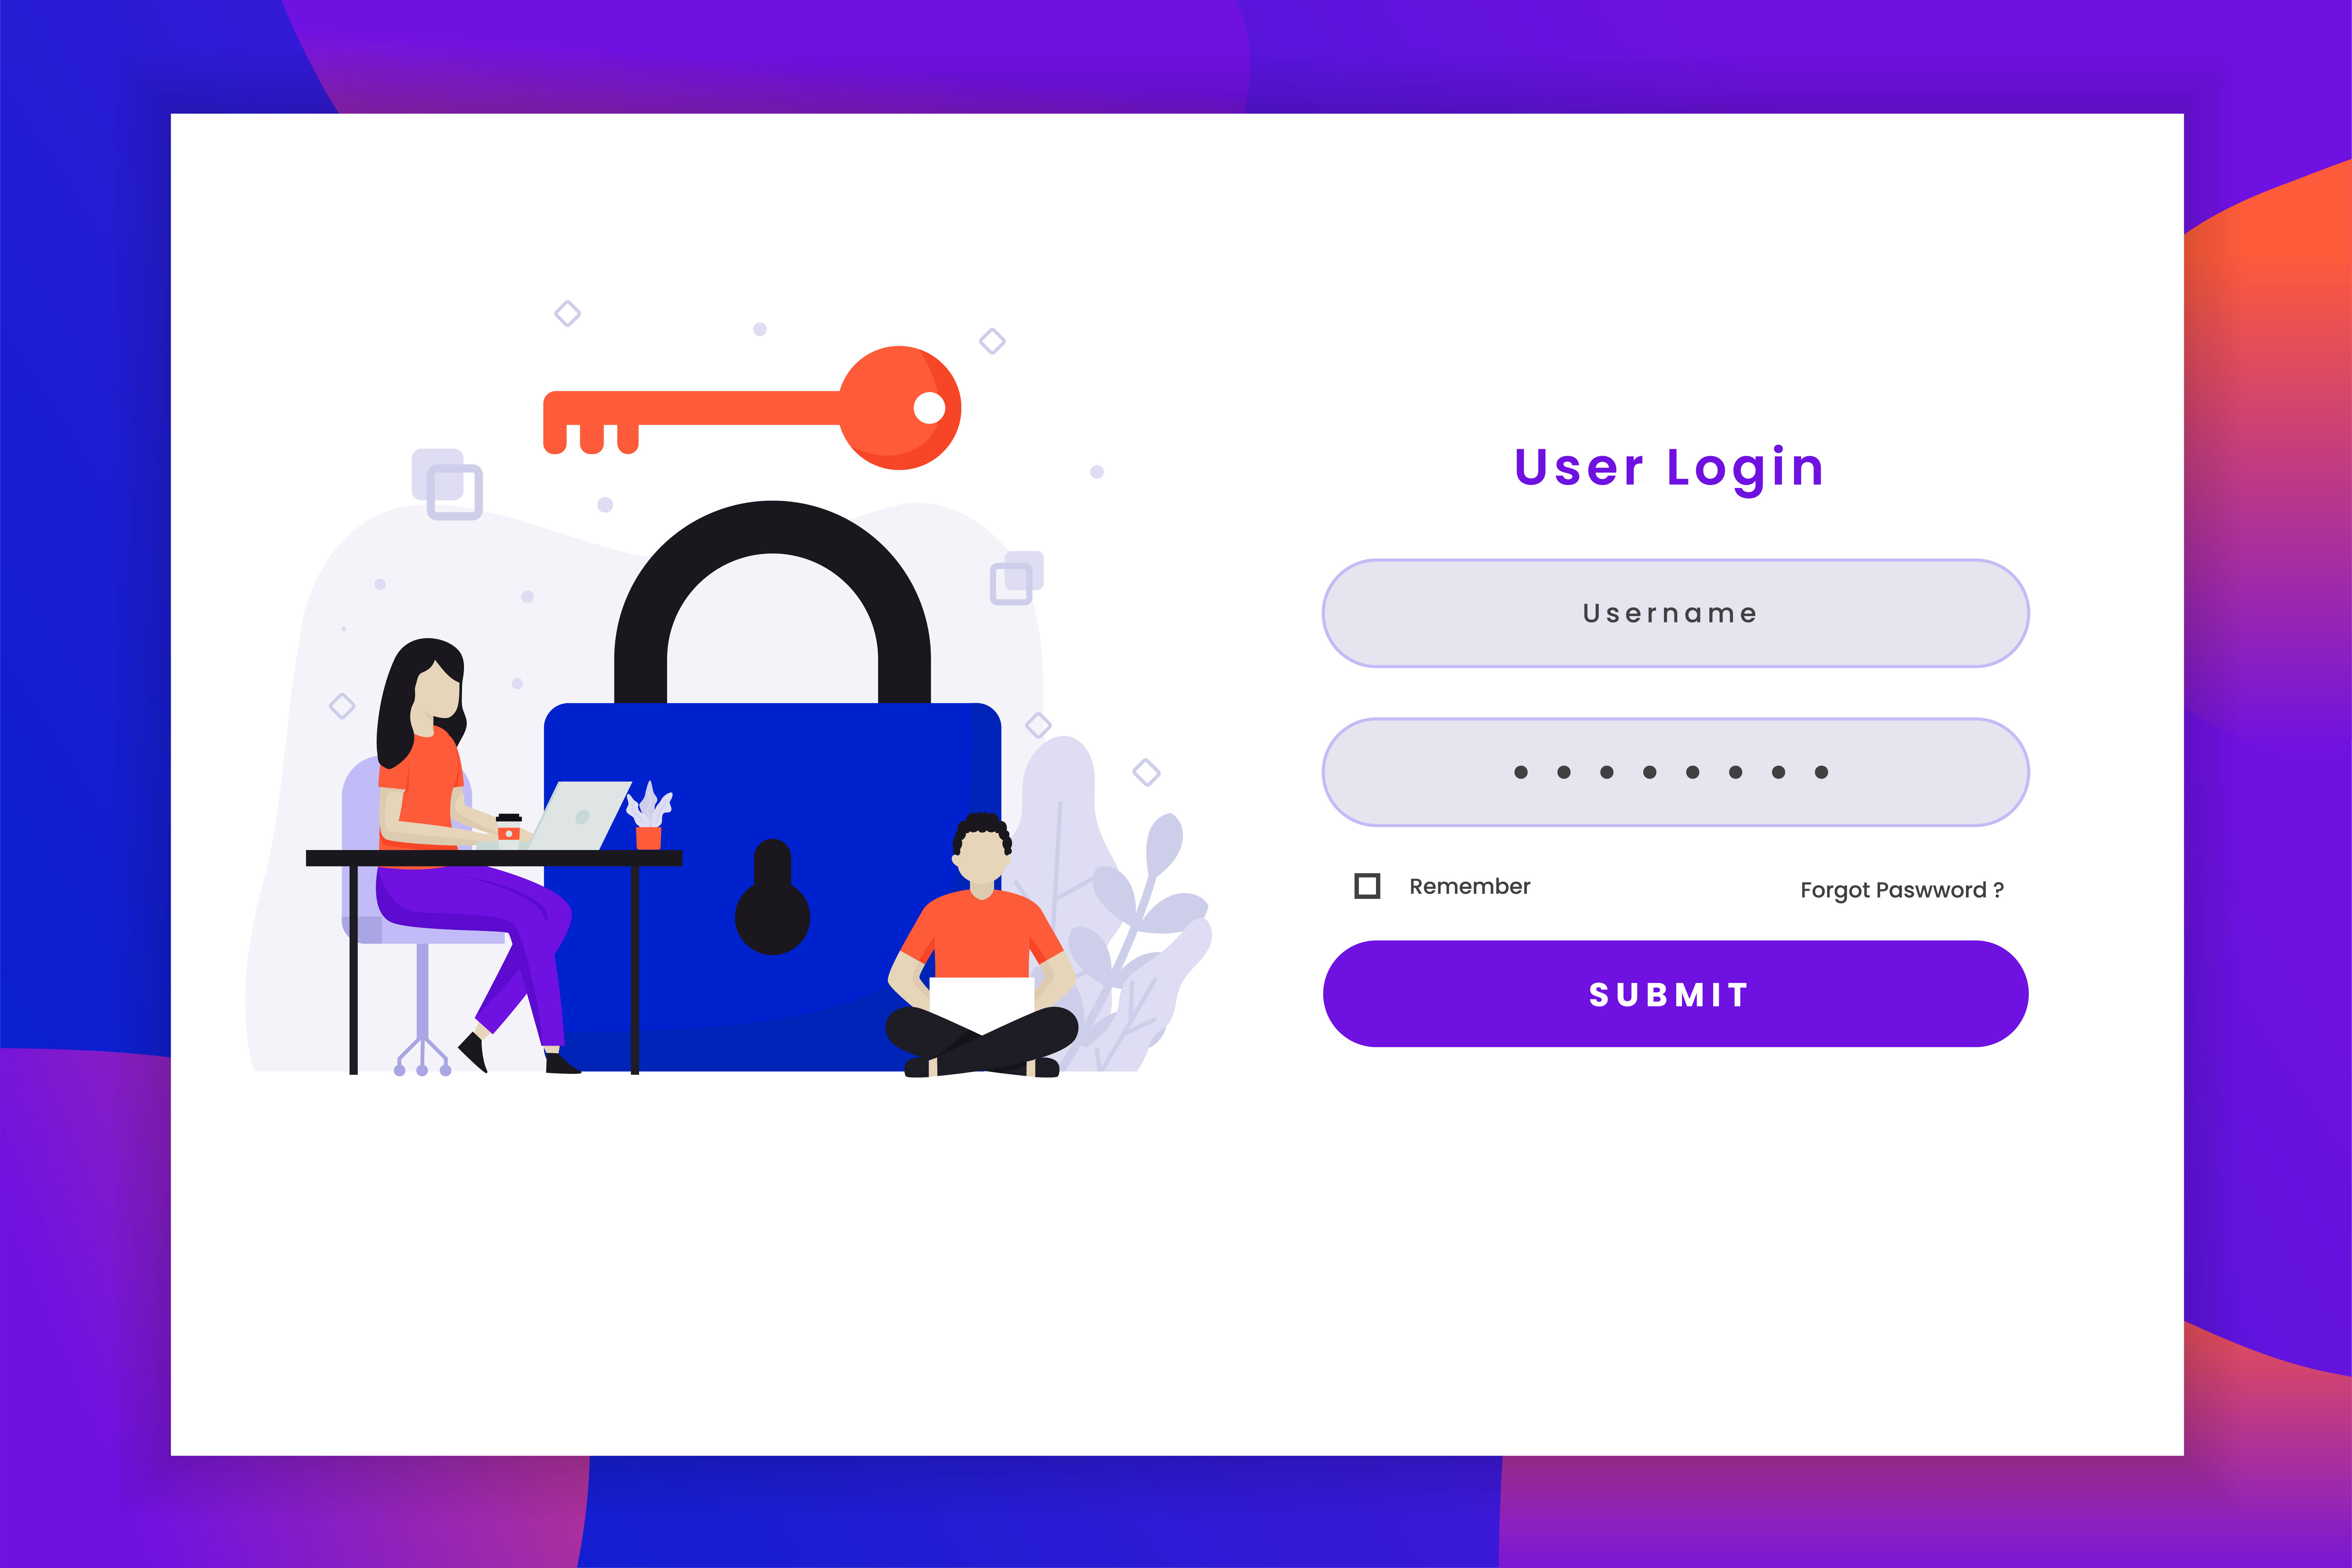 User Login
Username
Remember
Forgot Paswword ?
SUBMIT